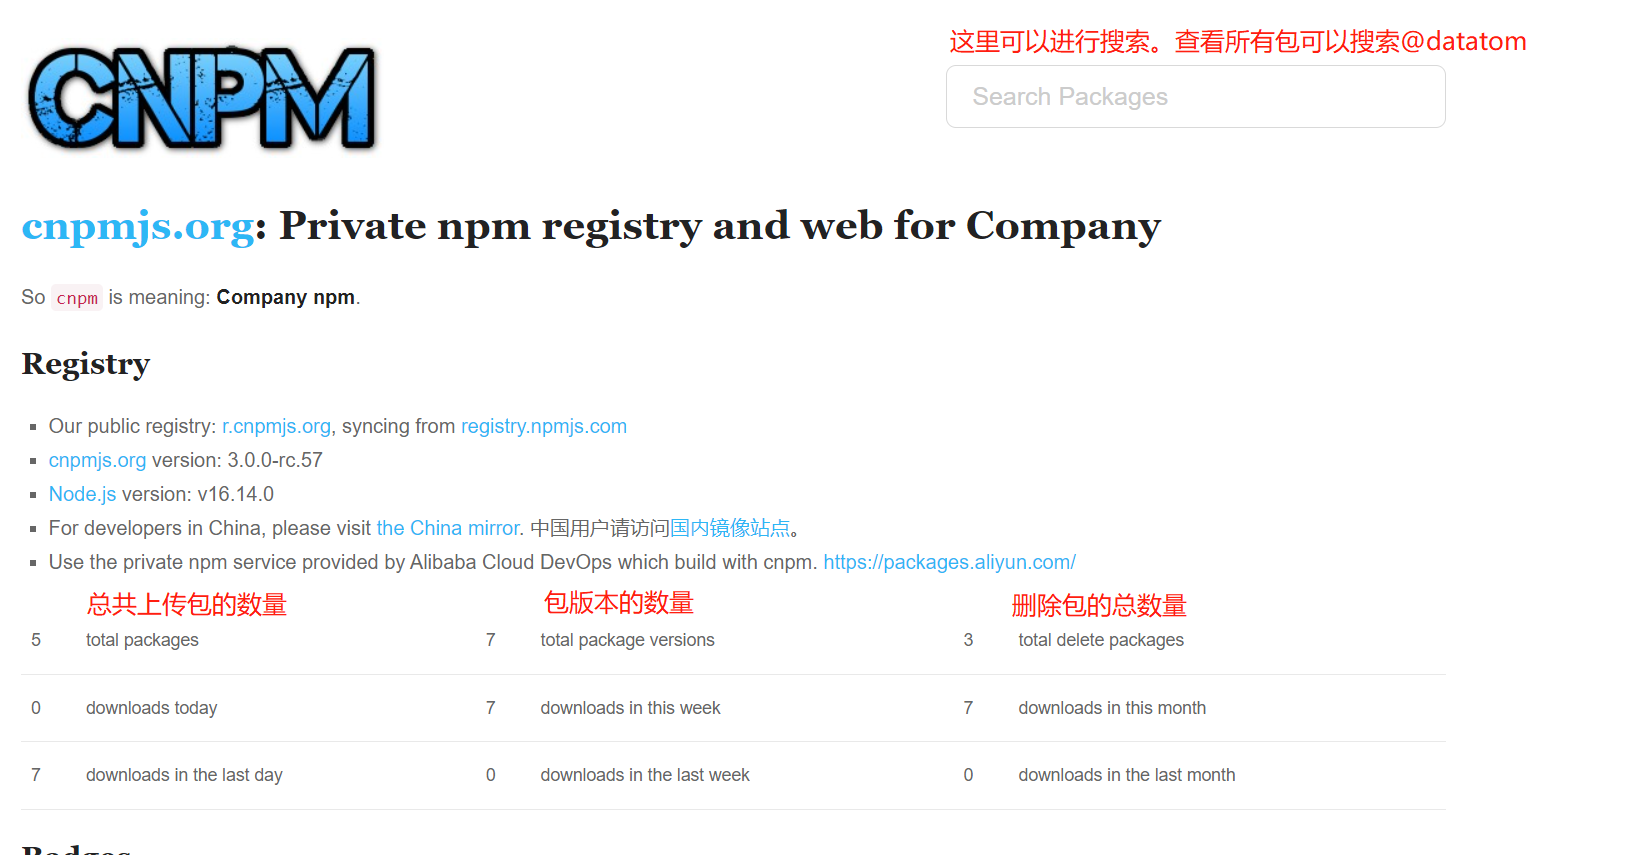 CNPM
这里可以进行搜索。查看所有包可以搜索@datatom
Search Packages
cnpmjs.org: Private npm registry and web for Company
So cnpm is meaning: Company npm.
Registry
Our public registry: r.cnpmjs.org, syncing from registry.npmjs.com
cnpmjs.org version: 3.0.0-rc.57
Node.js version: v16.14.0
For developers in China, please visit the China mirror. 中国用户请访问国内镜像站点。
Use the private npm service provided by Alibaba Cloud DevOps which build with cnpm. https://packages.aliyun.com/
总共上传包的数量 包版本的数量 删除包的总数量
5 total packages 7 total package versions 3 total delete packages
0 downloads today 7 downloads in this week 7 downloads in this month
7 downloads in the last day 0 downloads in the last week 0 downloads in the last month
Badges